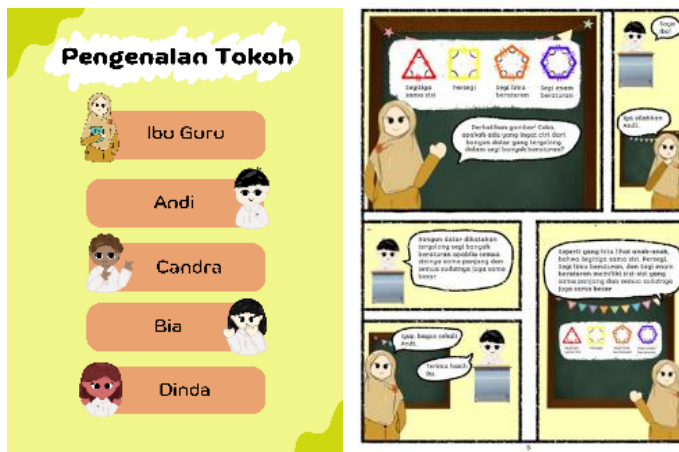 Pengenalan Tokoh
Ibu Guru
Andi
Candra
Bia
Dinda
Segitiga
sama sisi
Persegi
Segi lima
beraturan
Segi enam
beraturan
Perhatikan gambar! Coba,
apakah ada yang ingat ciri dari
bangun datar yang tergolong
dalam segi banyak beraturan?
Saya
Bu!
Iya silahkan
Andi.
Bangun datar dikatakan
tergolong segi banyak
beraturan apabila semua
sisinya sama panjang dan
semua sudutnya juga sama
besar
Iyap, bagus sekali
Andi.
Terima kasih
Bu.
Seperti yang kita lihat anak-anak,
bahwa Segitiga sama sisi, Persegi,
Segi lima beraturan, dan Segi enam
beraturan memiliki sisi-sisi yang
sama panjang dan semua sudutnya
juga sama besar
Persegi
5